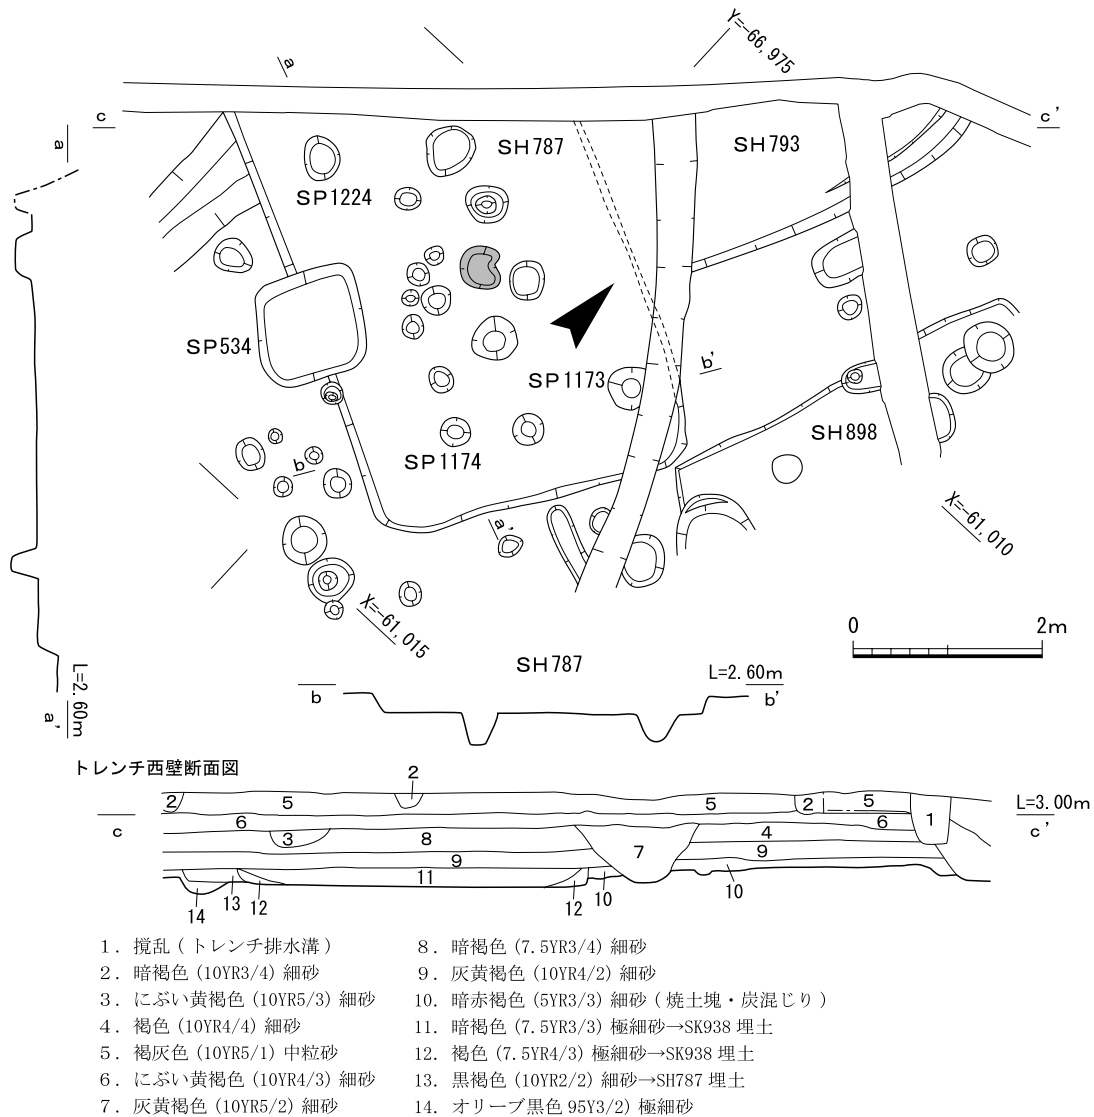 Y=-66,975
a
c
c'
a
SH787
SH793
SP1224
SP534
SP1173
b'
SH898
SP1174
b
a'
X=-61,010
X=-61,015
0 2m
SH787
L=2.60m
a'
b
L=2.60m
b'
トレンチ西壁断面図
2
2 5 5 2 5
L=3.00m
c
c'
6 6 1
3 8 4
7
9 9
11
10 10
14 13 12 12
1. 撹乱 ( トレンチ排水溝 )
2. 暗褐色 (10YR3/4) 細砂
3. にぶい黄褐色 (10YR5/3) 細砂
4. 褐色 (10YR4/4) 細砂
5. 褐灰色 (10YR5/1) 中粒砂
6. にぶい黄褐色 (10YR4/3) 細砂
7. 灰黄褐色 (10YR5/2) 細砂
8. 暗褐色 (7.5YR3/4) 細砂
9. 灰黄褐色 (10YR4/2) 細砂
10. 暗赤褐色 (5YR3/3) 細砂 ( 焼土塊・炭混じり )
11. 暗褐色 (7.5YR3/3) 極細砂→SK938 埋土
12. 褐色 (7.5YR4/3) 極細砂→SK938 埋土
13. 黒褐色 (10YR2/2) 細砂→SH787 埋土
14. オリーブ黒色 95Y3/2) 極細砂